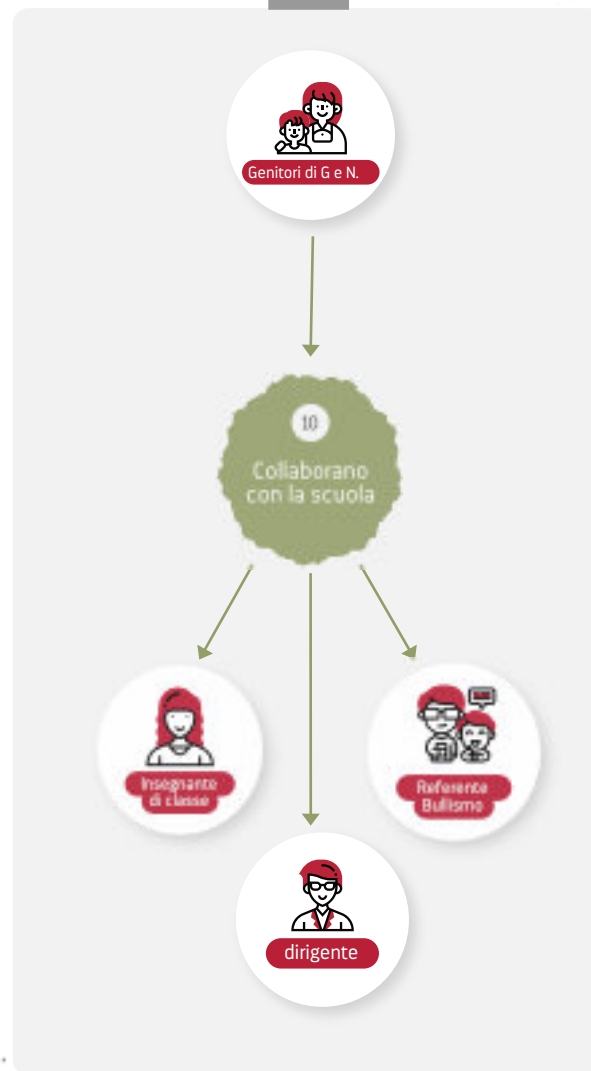 Genitori di G e N.
10
Collaborano
con la scuola
Insegnante
di classe
Referente
Bullismo
dirigente